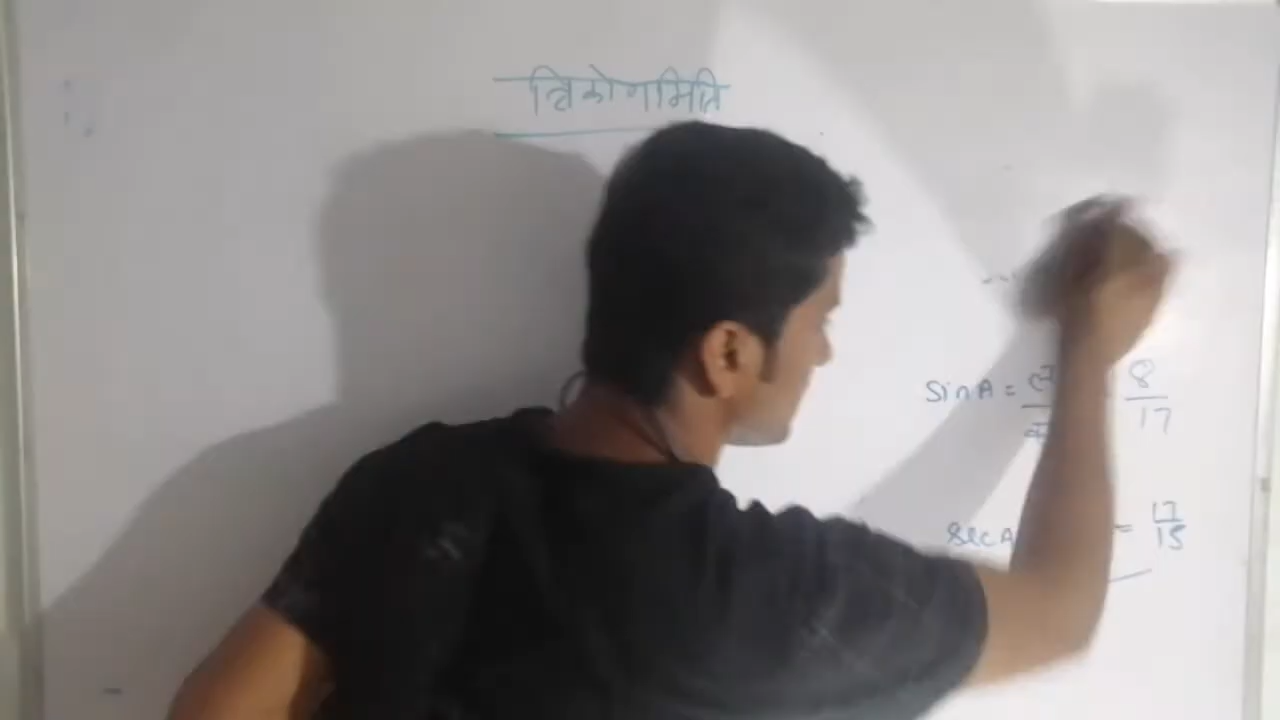 त्रिकोणमिति
sin A = ल 8/17
sec A = 17/15